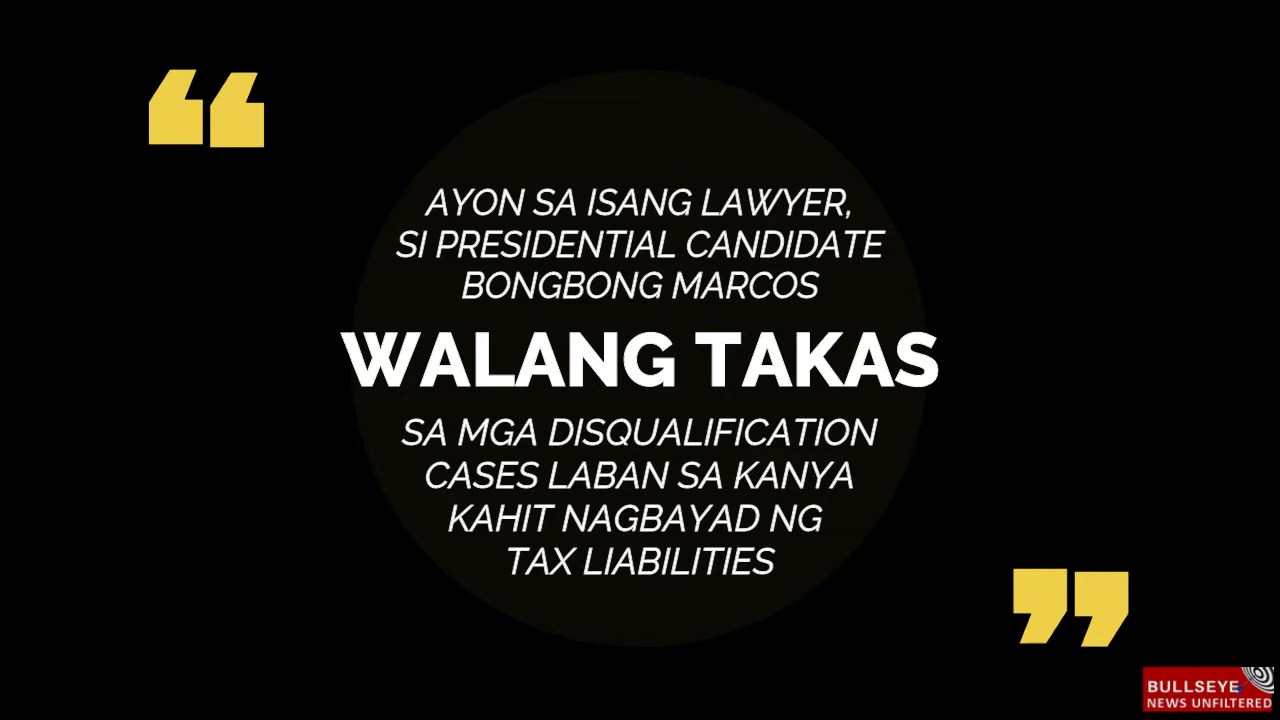 “
AYON SA ISANG LAWYER,
SI PRESIDENTIAL CANDIDATE
BONGBONG MARCOS
WALANG TAKAS
SA MGA DISQUALIFICATION
CASES LABAN SA KANYA
KAHIT NAGBAYAD NG
TAX LIABILITIES
”
BULLSEYE
NEWS UNFILTERED